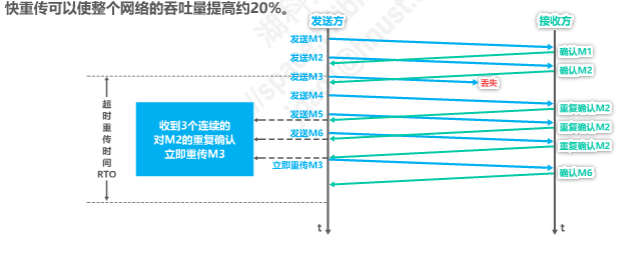 快重传可以使整个网络的吞吐量提高约20%。
发送方
接收方
发送M1
确认M1
发送M2
确认M2
发送M3
丢失
发送M4
重复确认M2
发送M5
重复确认M2
发送M6
重复确认M2
立即重传M3
确认M6
超时重传时间RTO
收到3个连续的
对M2的重复确认
立即重传M3
t
t